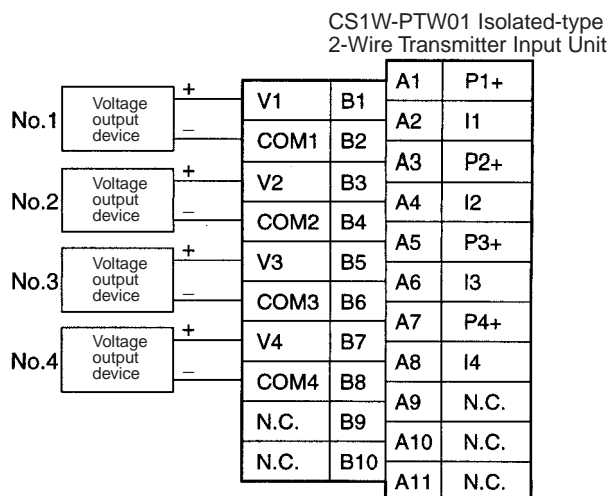 CS1W-PTW01 Isolated-type
2-Wire Transmitter Input Unit
No.1
Voltage
output
device
+
−
No.2
Voltage
output
device
+
−
No.3
Voltage
output
device
+
−
No.4
Voltage
output
device
+
−
V1 B1
COM1 B2
V2 B3
COM2 B4
V3 B5
COM3 B6
V4 B7
COM4 B8
N.C. B9
N.C. B10
A1 P1+
A2 I1
A3 P2+
A4 I2
A5 P3+
A6 I3
A7 P4+
A8 I4
A9 N.C.
A10 N.C.
A11 N.C.